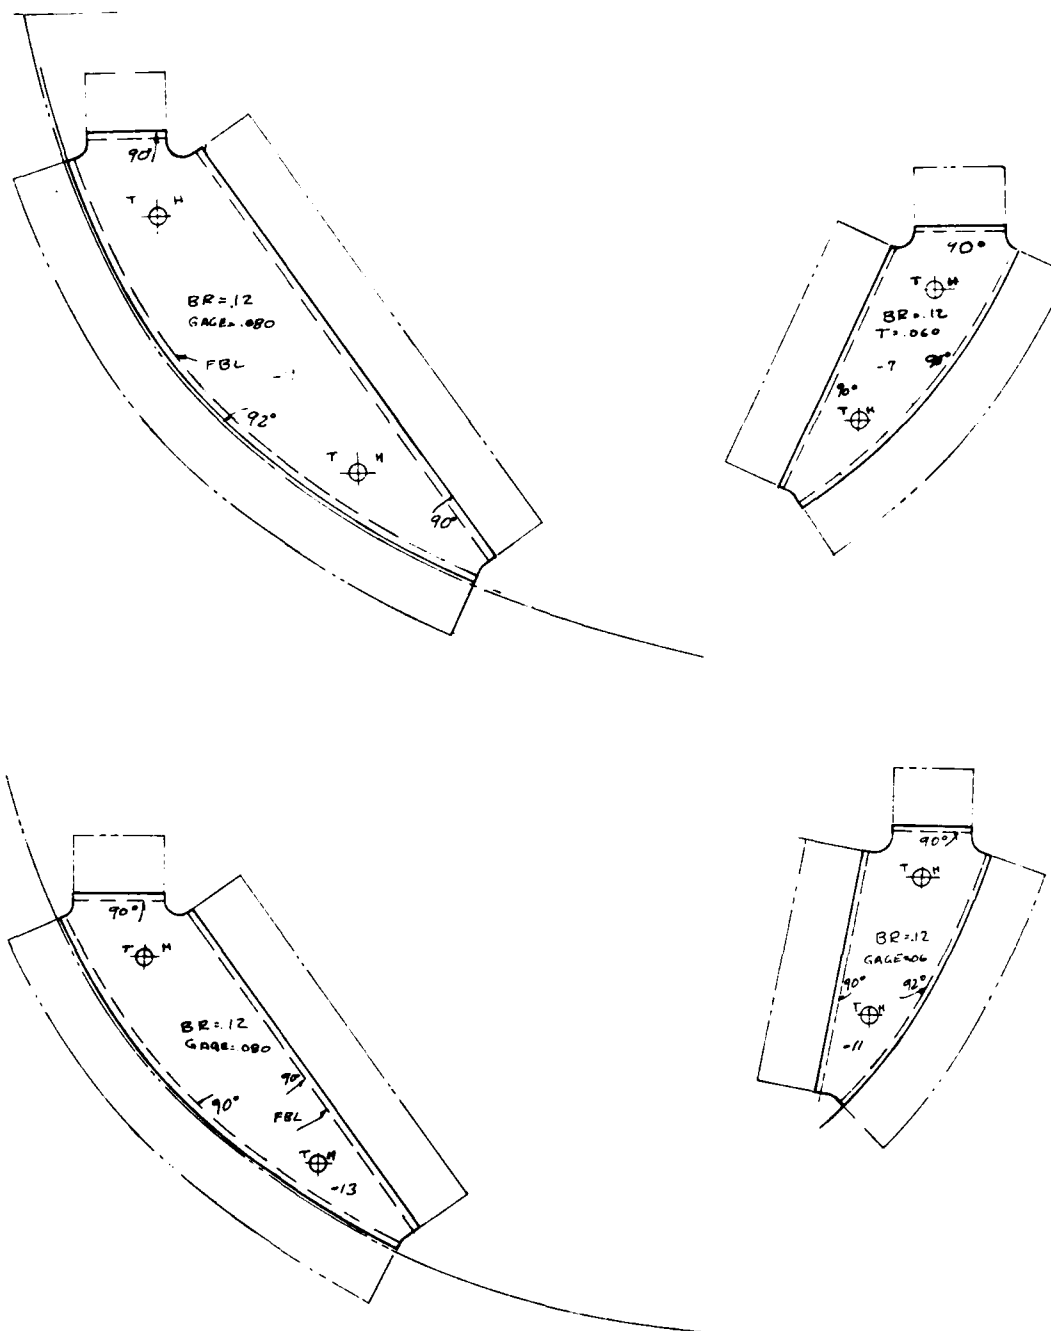 90°
T H
BR=.12
GAGE=.080
FBL
92°
T H
90°
90°
T H
BR=.12
T=.060
-7 90°
90°
T H
90°
T H
BR=.12
GAGE=.080
90°
90°
FBL
T H
-13
90°
T H
BR=.12
GAGE=.06
90° 92°
T H
-11